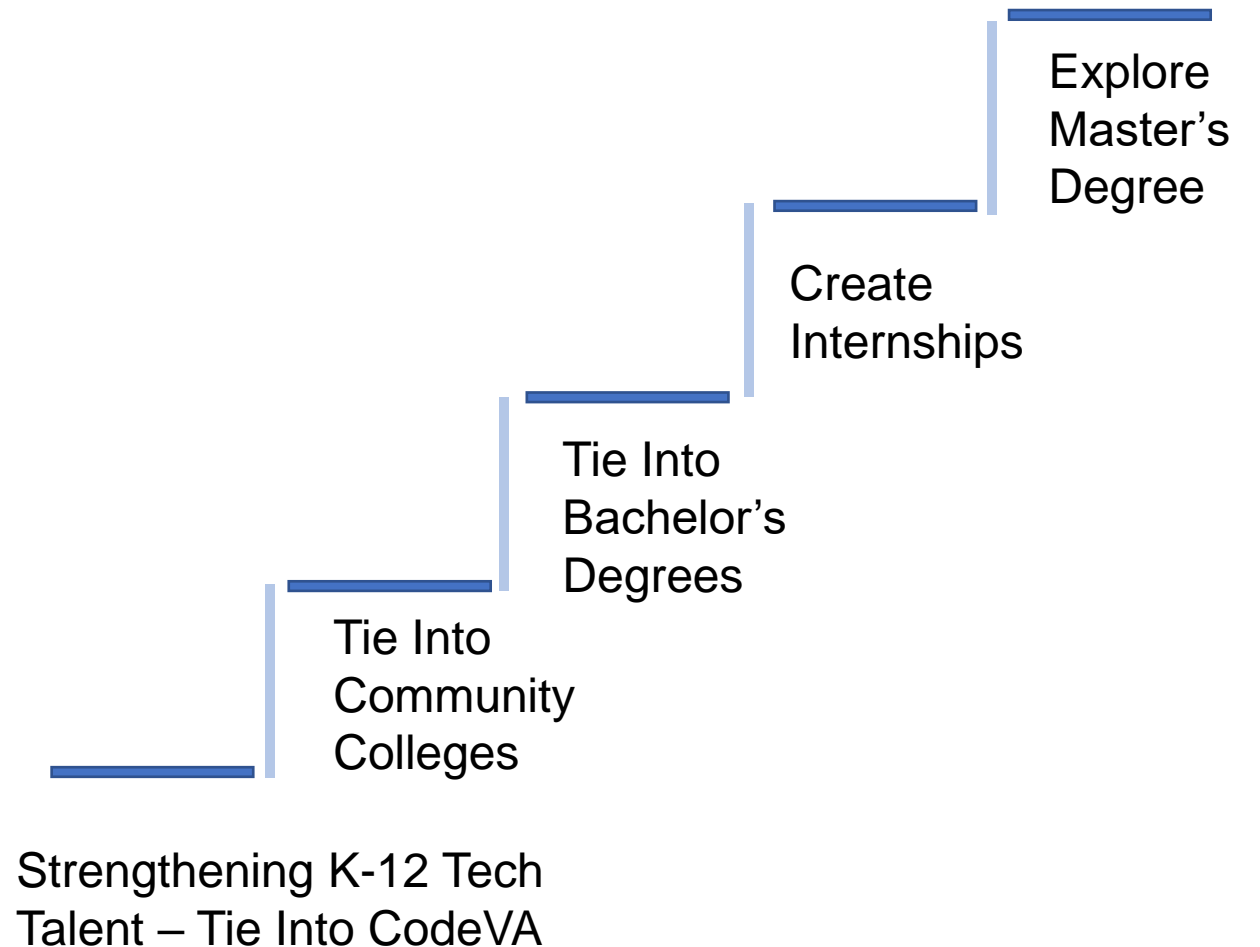 Explore
Master’s
Degree
Create
Internships
Tie Into
Bachelor’s
Degrees
Tie Into
Community
Colleges
Strengthening K-12 Tech
Talent – Tie Into CodeVA